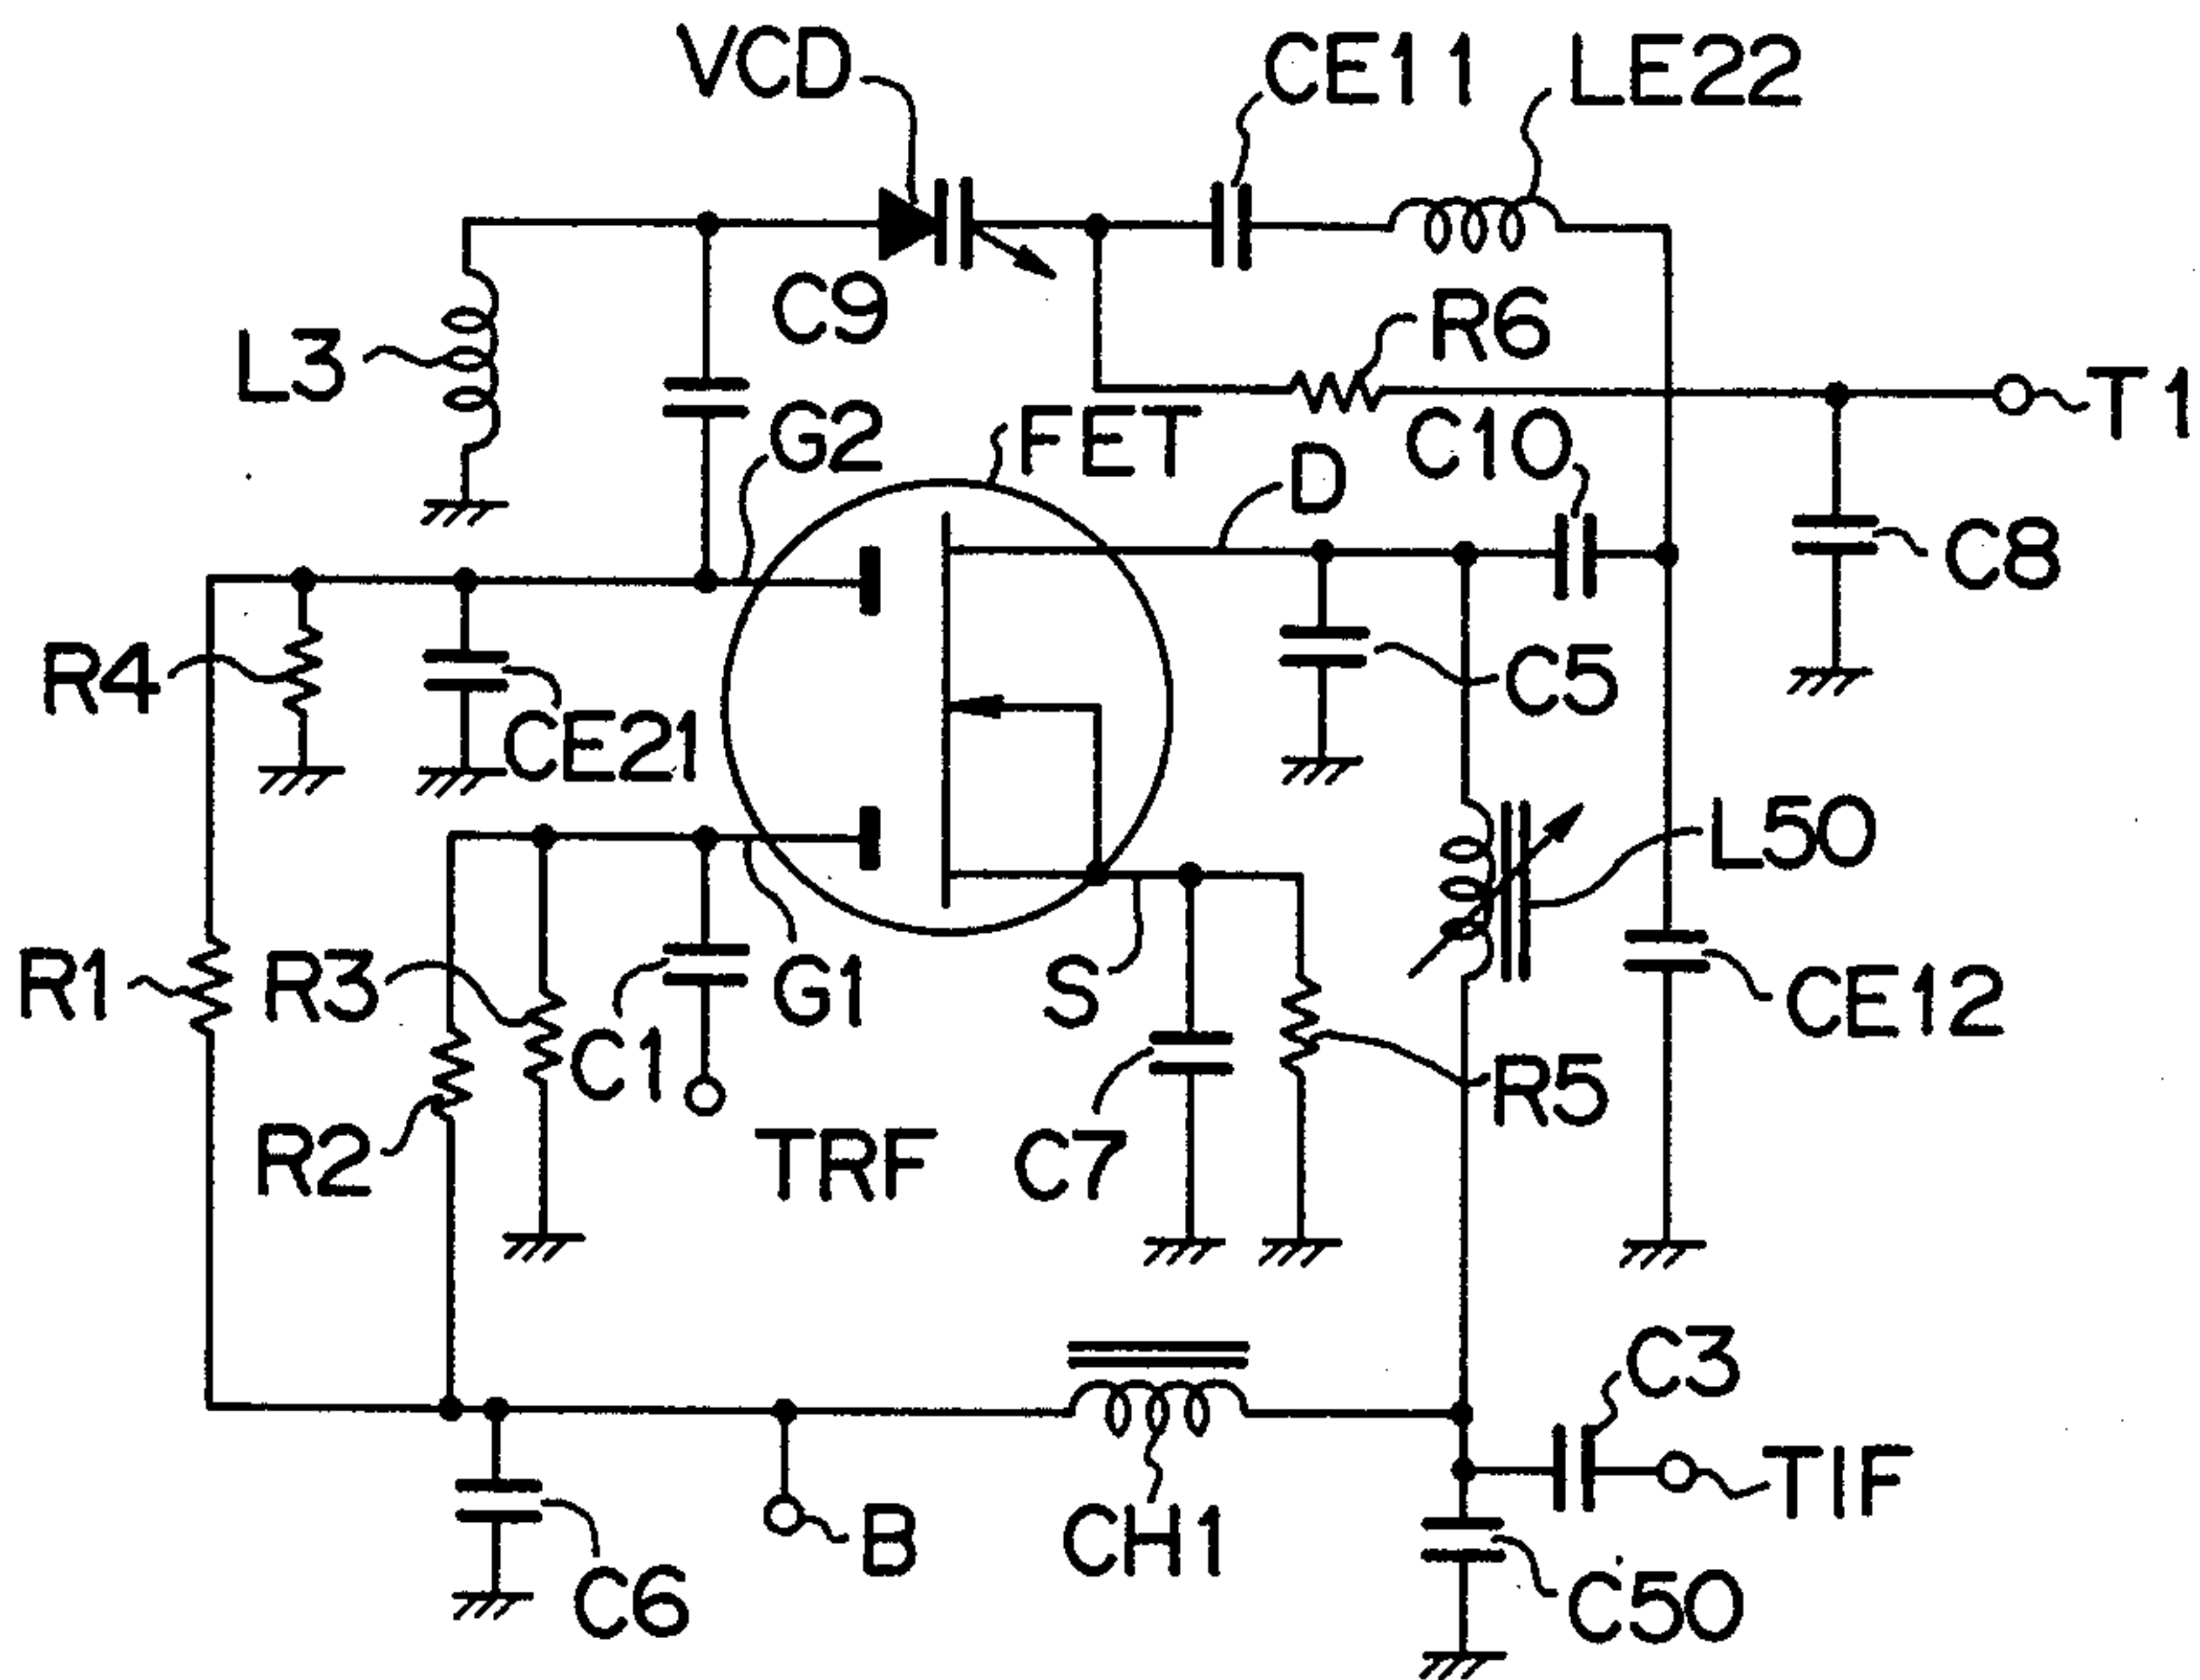 VCD
CE11
LE22
C9
L3
R6
T1
G2
FET
D
C10
C8
R4
CE21
C5
L50
R1
R3
C1
G1
S
CE12
R2
TRF
C7
R5
C3
TIF
B
CH1
C6
C50